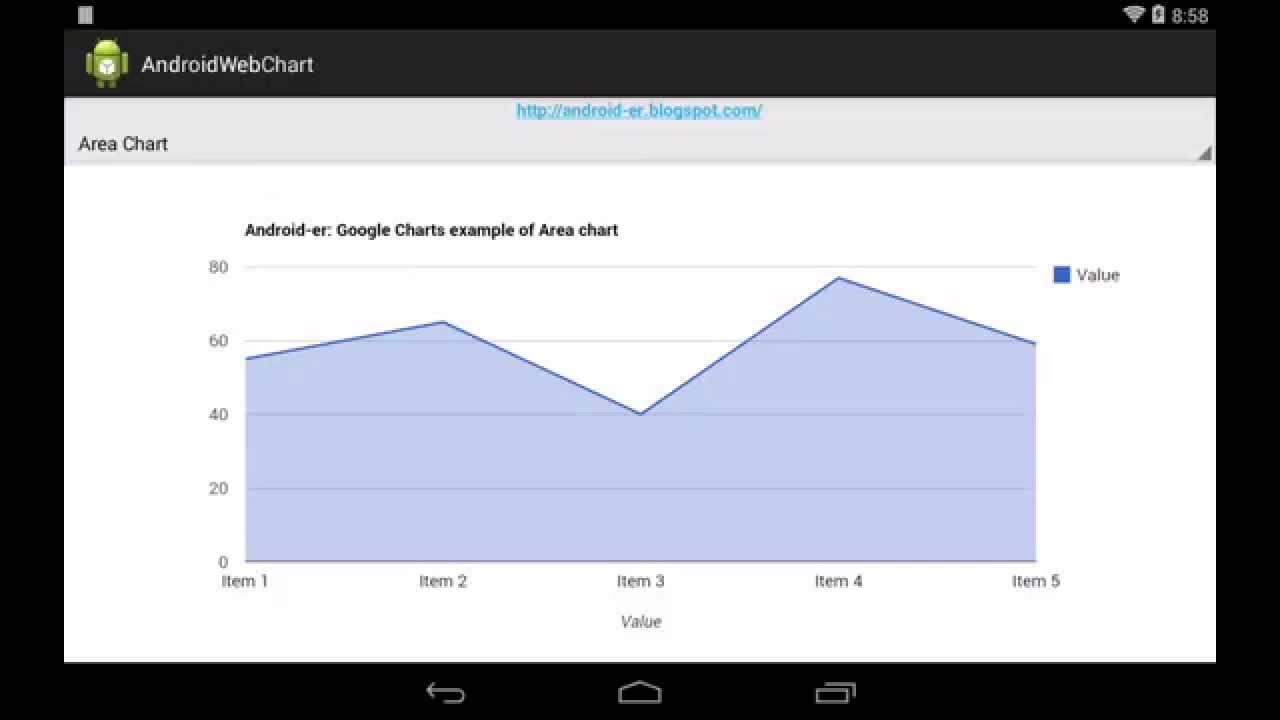 8:58
AndroidWebChart
http://android-er.blogspot.com/
Area Chart
Android-er: Google Charts example of Area chart
80
Value
60
40
20
0
Item 1 Item 2 Item 3 Item 4 Item 5
Value